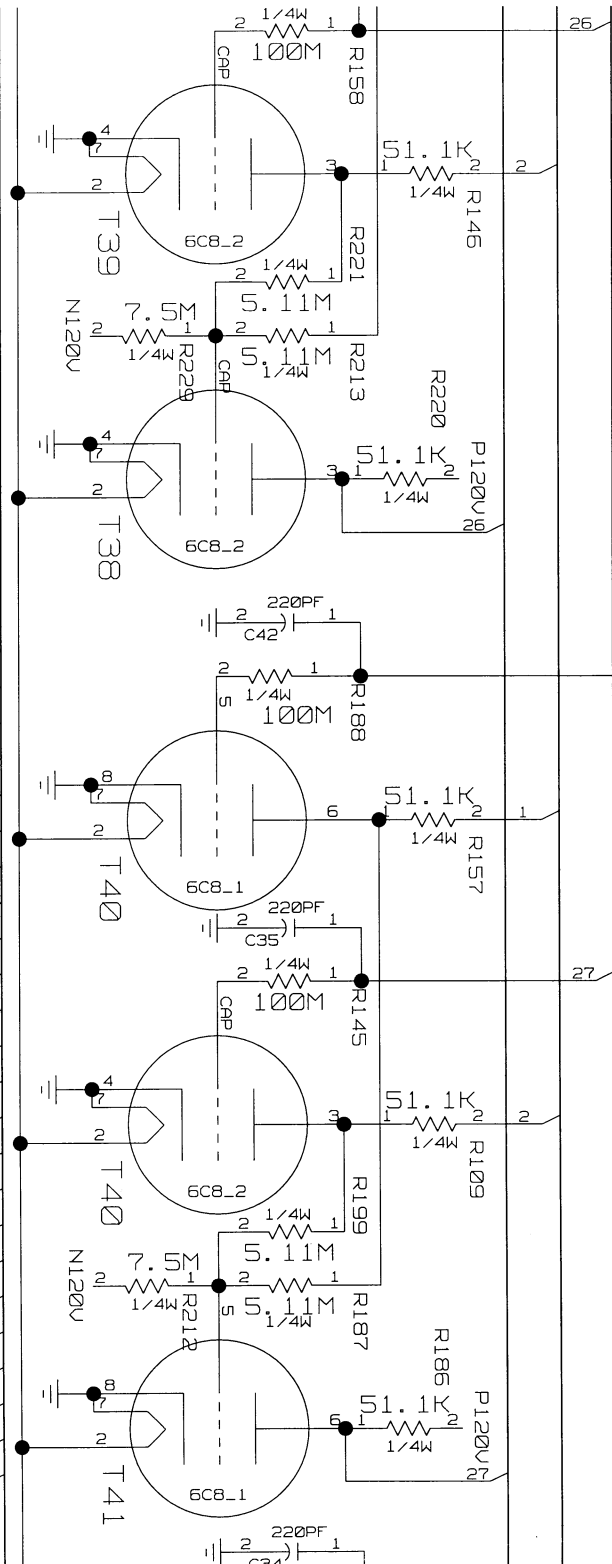 1/4W
2 1 26
100M
CAP R158
4 51.1K
7 3 1 2 2
2 1/4W R146
T39 6C8_2 R221
1/4W
2 1
N120V 7.5M 5.11M
2 1 2 1
1/4W R229 5.11M R213
1/4W
CAP R220
4 51.1K
7 3 1 2 P120V
2 1/4W
26
T38 6C8_2
220PF
2 1
C42
2 1
1/4W R188
5 100M
8 51.1K
7 6 1 2 1
2 1/4W R157
T40 6C8_1
220PF
2 1
C35
1/4W
2 1 27
100M
CAP R145
4 51.1K
7 3 1 2 2
2 1/4W R109
T40 6C8_2 R199
1/4W
2 1
N120V 7.5M 5.11M
2 1 2 1
1/4W R212 5.11M R187
5 1/4W
R186
8 51.1K
7 6 1 2 P120V
2 1/4W
27
T41 6C8_1
220PF
2 1
C34